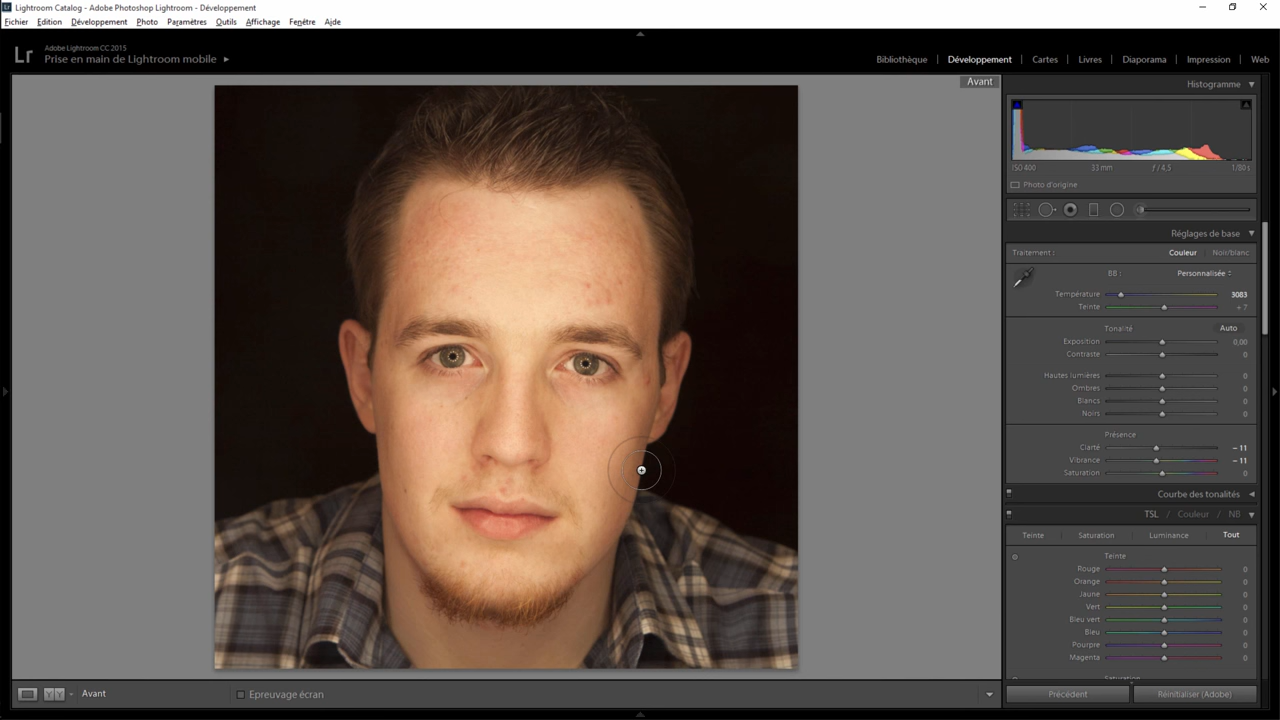 Lightroom Catalog - Adobe Photoshop Lightroom - Développement
Fichier Edition Développement Photo Paramètres Outils Affichage Fenêtre Aide
Lr
Adobe Lightroom CC 2015
Prise en main de Lightroom mobile
Bibliothèque | Développement | Cartes | Livres | Diaporama | Impression | Web
Avant
Histogramme
ISO 400 33 mm ƒ / 4,5 1/80 s
Photo d'origine
Réglages de base
Traitement : Couleur Noir/blanc
BB : Personnalisée
Température 3083
Teinte + 7
Tonalité Auto
Exposition 0,00
Contraste 0
Hautes lumières 0
Ombres 0
Blancs 0
Noirs 0
Présence
Clarté – 11
Vibrance – 11
Saturation 0
Courbe des tonalités
TSL / Couleur / NB
Teinte Saturation Luminance Tout
Teinte
Rouge 0
Orange 0
Jaune 0
Vert 0
Bleu vert 0
Bleu 0
Pourpre 0
Magenta 0
Saturation
YY Avant Epreuvage écran
Précédent Réinitialiser (Adobe)